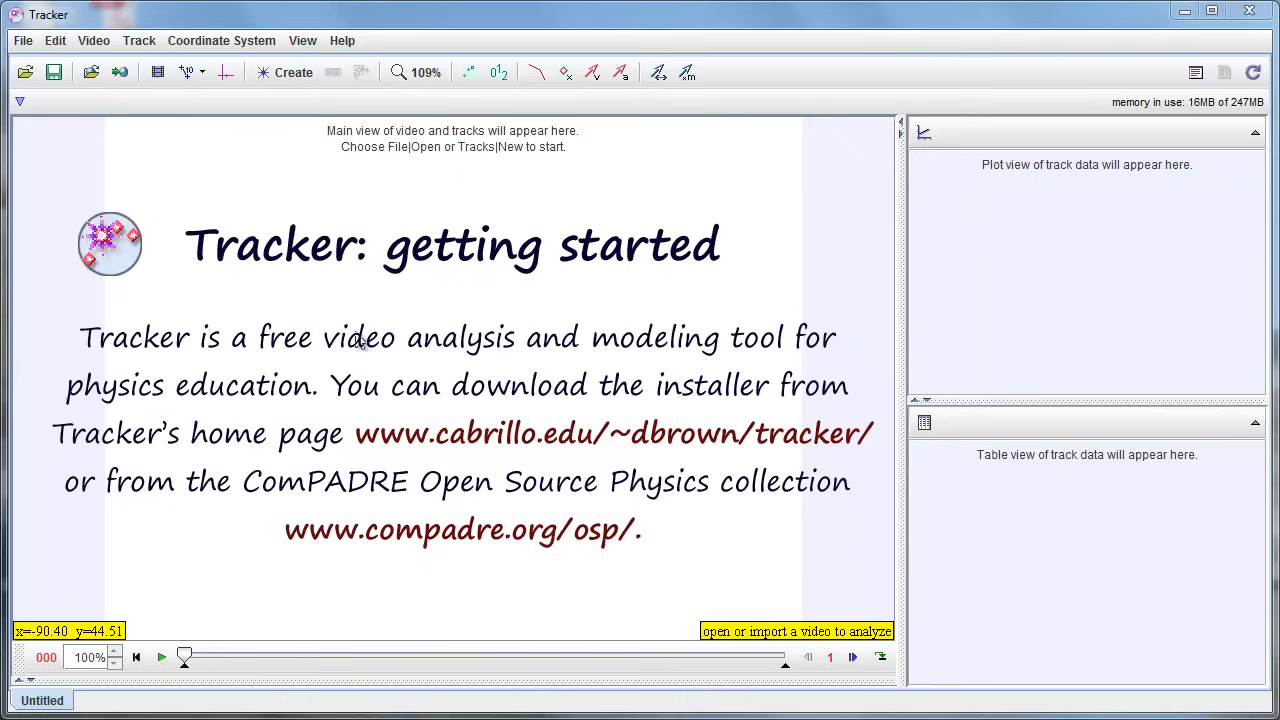 Tracker
File Edit Video Track Coordinate System View Help
Create 109%
memory in use: 16MB of 247MB
Main view of video and tracks will appear here.
Choose File|Open or Tracks|New to start.
Plot view of track data will appear here.
Tracker: getting started
Tracker is a free video analysis and modeling tool for
physics education. You can download the installer from
Tracker's home page www.cabrillo.edu/~dbrown/tracker/
or from the ComPADRE Open Source Physics collection
www.compadre.org/osp/.
Table view of track data will appear here.
x=-90.40 y=44.51
open or import a video to analyze
000 100% 1
Untitled